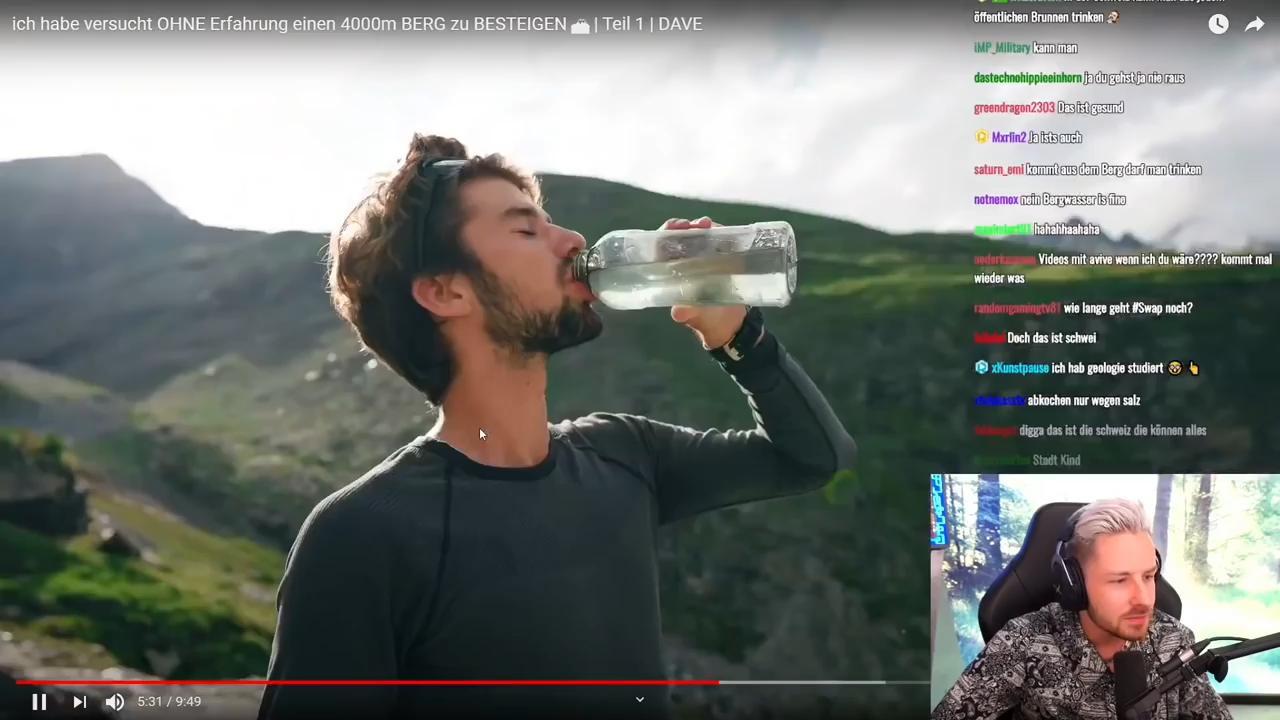 ich habe versucht OHNE Erfahrung einen 4000m BERG zu BESTEIGEN 🏔 | Teil 1 | DAVE
öffentlichen Brunnen trinken
iMP_Military kann man
dastechnohippieeinhorn ja du gehst ja nie raus
greendragon2303 Das ist gesund
Mxrlin2 Ja ists auch
saturn_emi kommt aus dem Berg darf man trinken
notnemox nein Bergwasser is fine
hahahhaahaha
Videos mit avive wenn ich du wäre???? kommt mal
wieder was
randomgamingtv81 wie lange geht #Swap noch?
Doch das ist schwei
xKunstpause ich hab geologie studiert 🤓 👆
abkochen nur wegen salz
digga das ist die schweiz die können alles
Stadt Kind
5:31 / 9:49